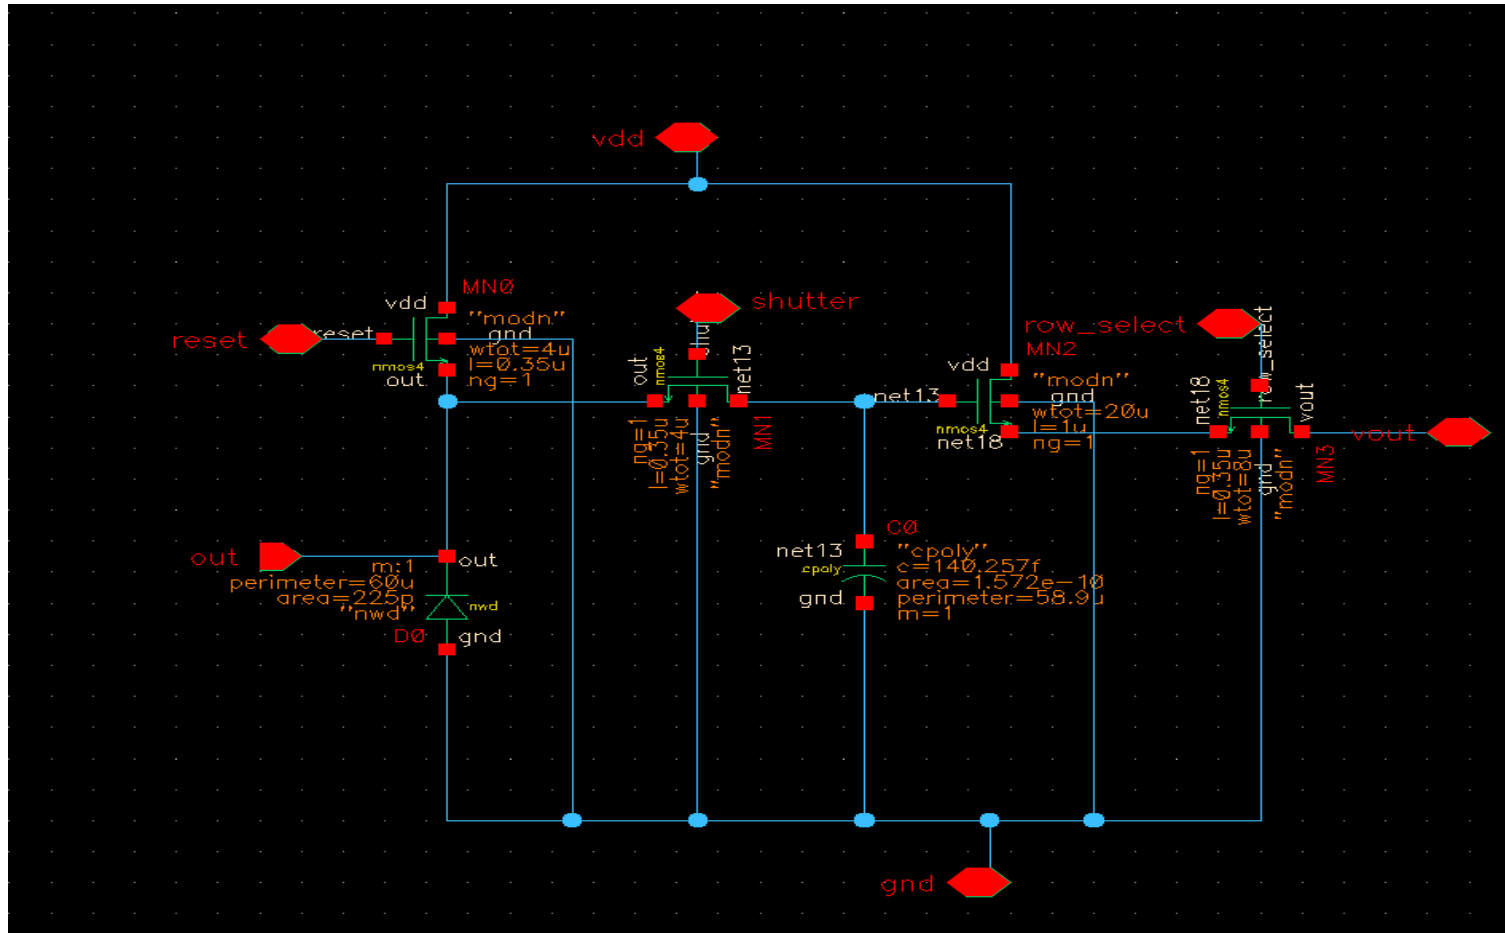 vdd
MN0
vdd
"modn"
reset
reset
gnd
wtot=4u
l=0.35u
nmos4
out
ng=1
shutter
out
nmos4
net13
ng=1
l=0.35u
wtot=4u
gnd
"modn"
MN1
row_select
row_select
MN2
vdd
"modn"
net13
gnd
wtot=20u
l=1u
nmos4
net18
ng=1
net18
nmos4
vout
vout
ng=1
l=0.35u
wtot=8u
gnd
"modn"
MN3
out
out
m:1
perimeter=60u
area=225p
"nwd"
nwd
D0
gnd
C0
net13
"cpoly"
cpoly
c=140.257f
area=1.572e-10
gnd
perimeter=58.9u
m=1
gnd